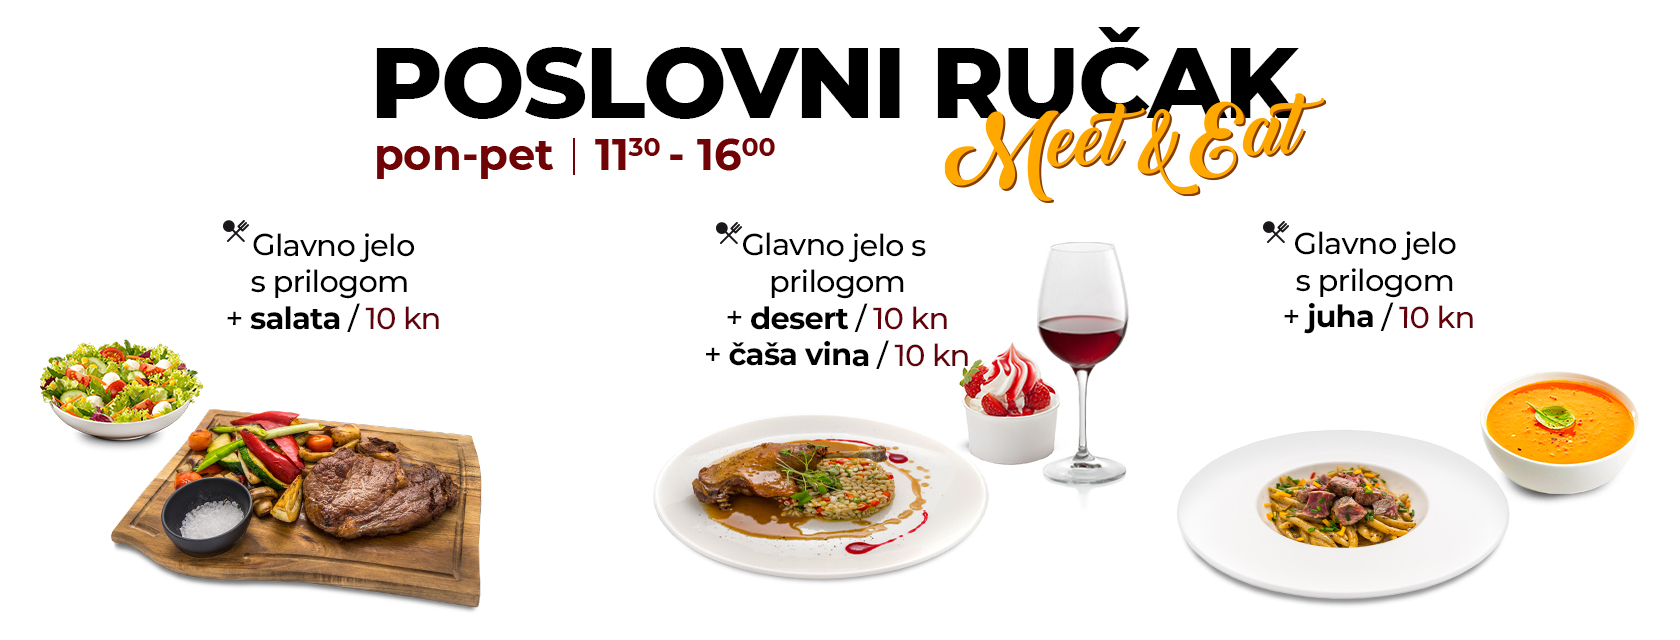 POSLOVNI RUČAK
Meet & Eat
pon-pet | 11³⁰ - 16⁰⁰
Glavno jelo
s prilogom
+ salata / 10 kn
Glavno jelo s
prilogom
+ desert / 10 kn
+ čaša vina / 10 kn
Glavno jelo
s prilogom
+ juha / 10 kn